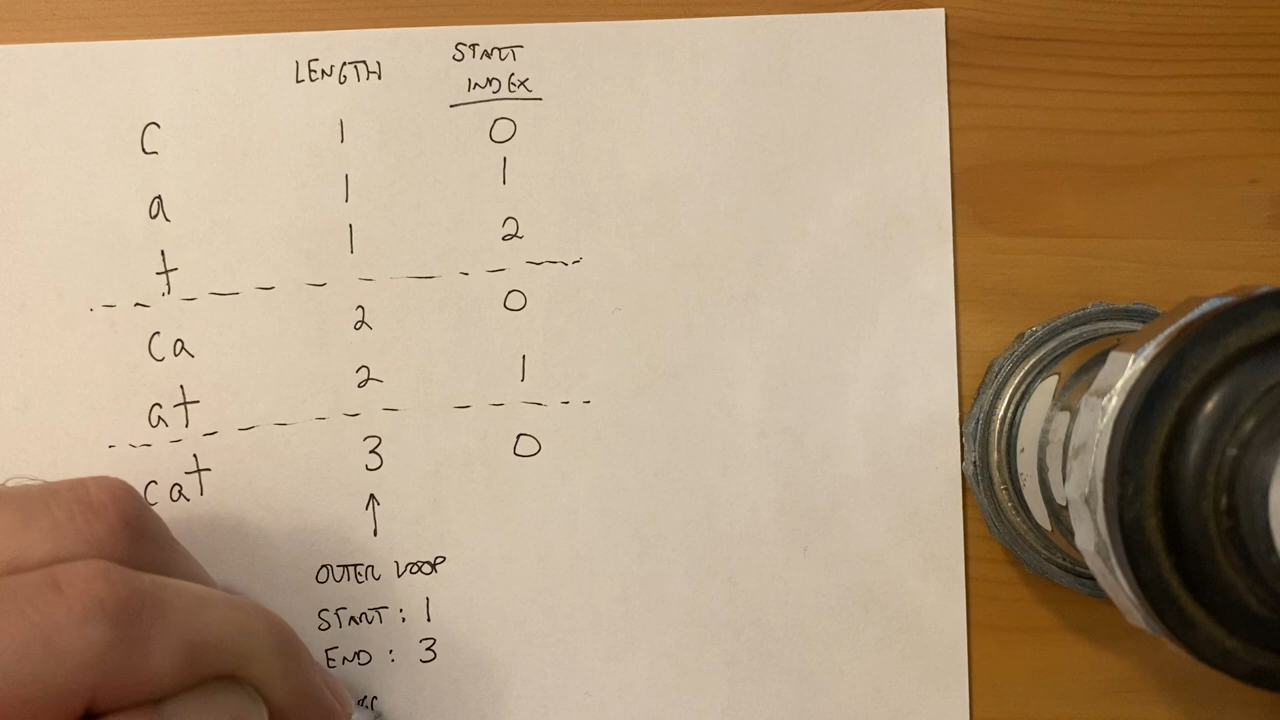 LENGTH START INDEX
c 1 0
a 1 1
t 1 2
ca 2 0
at 2 1
cat 3 0
OUTER LOOP
START: 1
END: 3